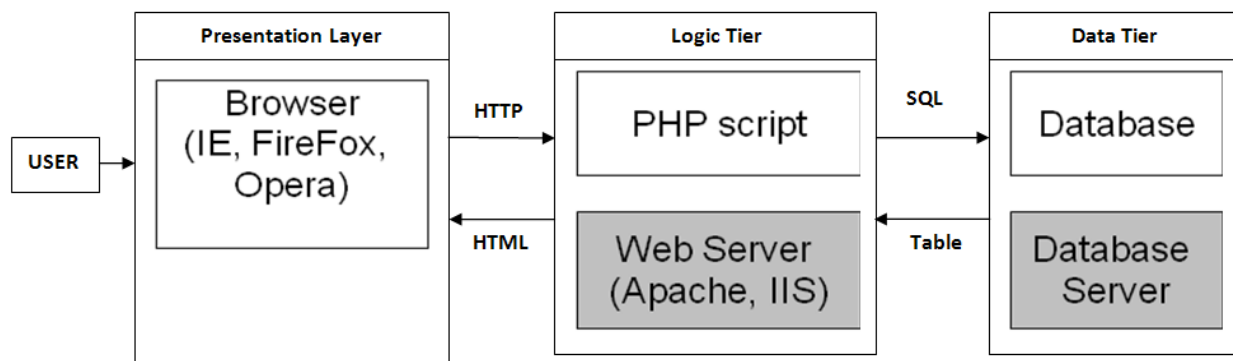 Presentation Layer
Logic Tier
Data Tier
USER
Browser
(IE, FireFox,
Opera)
HTTP
HTML
PHP script
Web Server
(Apache, IIS)
SQL
Table
Database
Database
Server